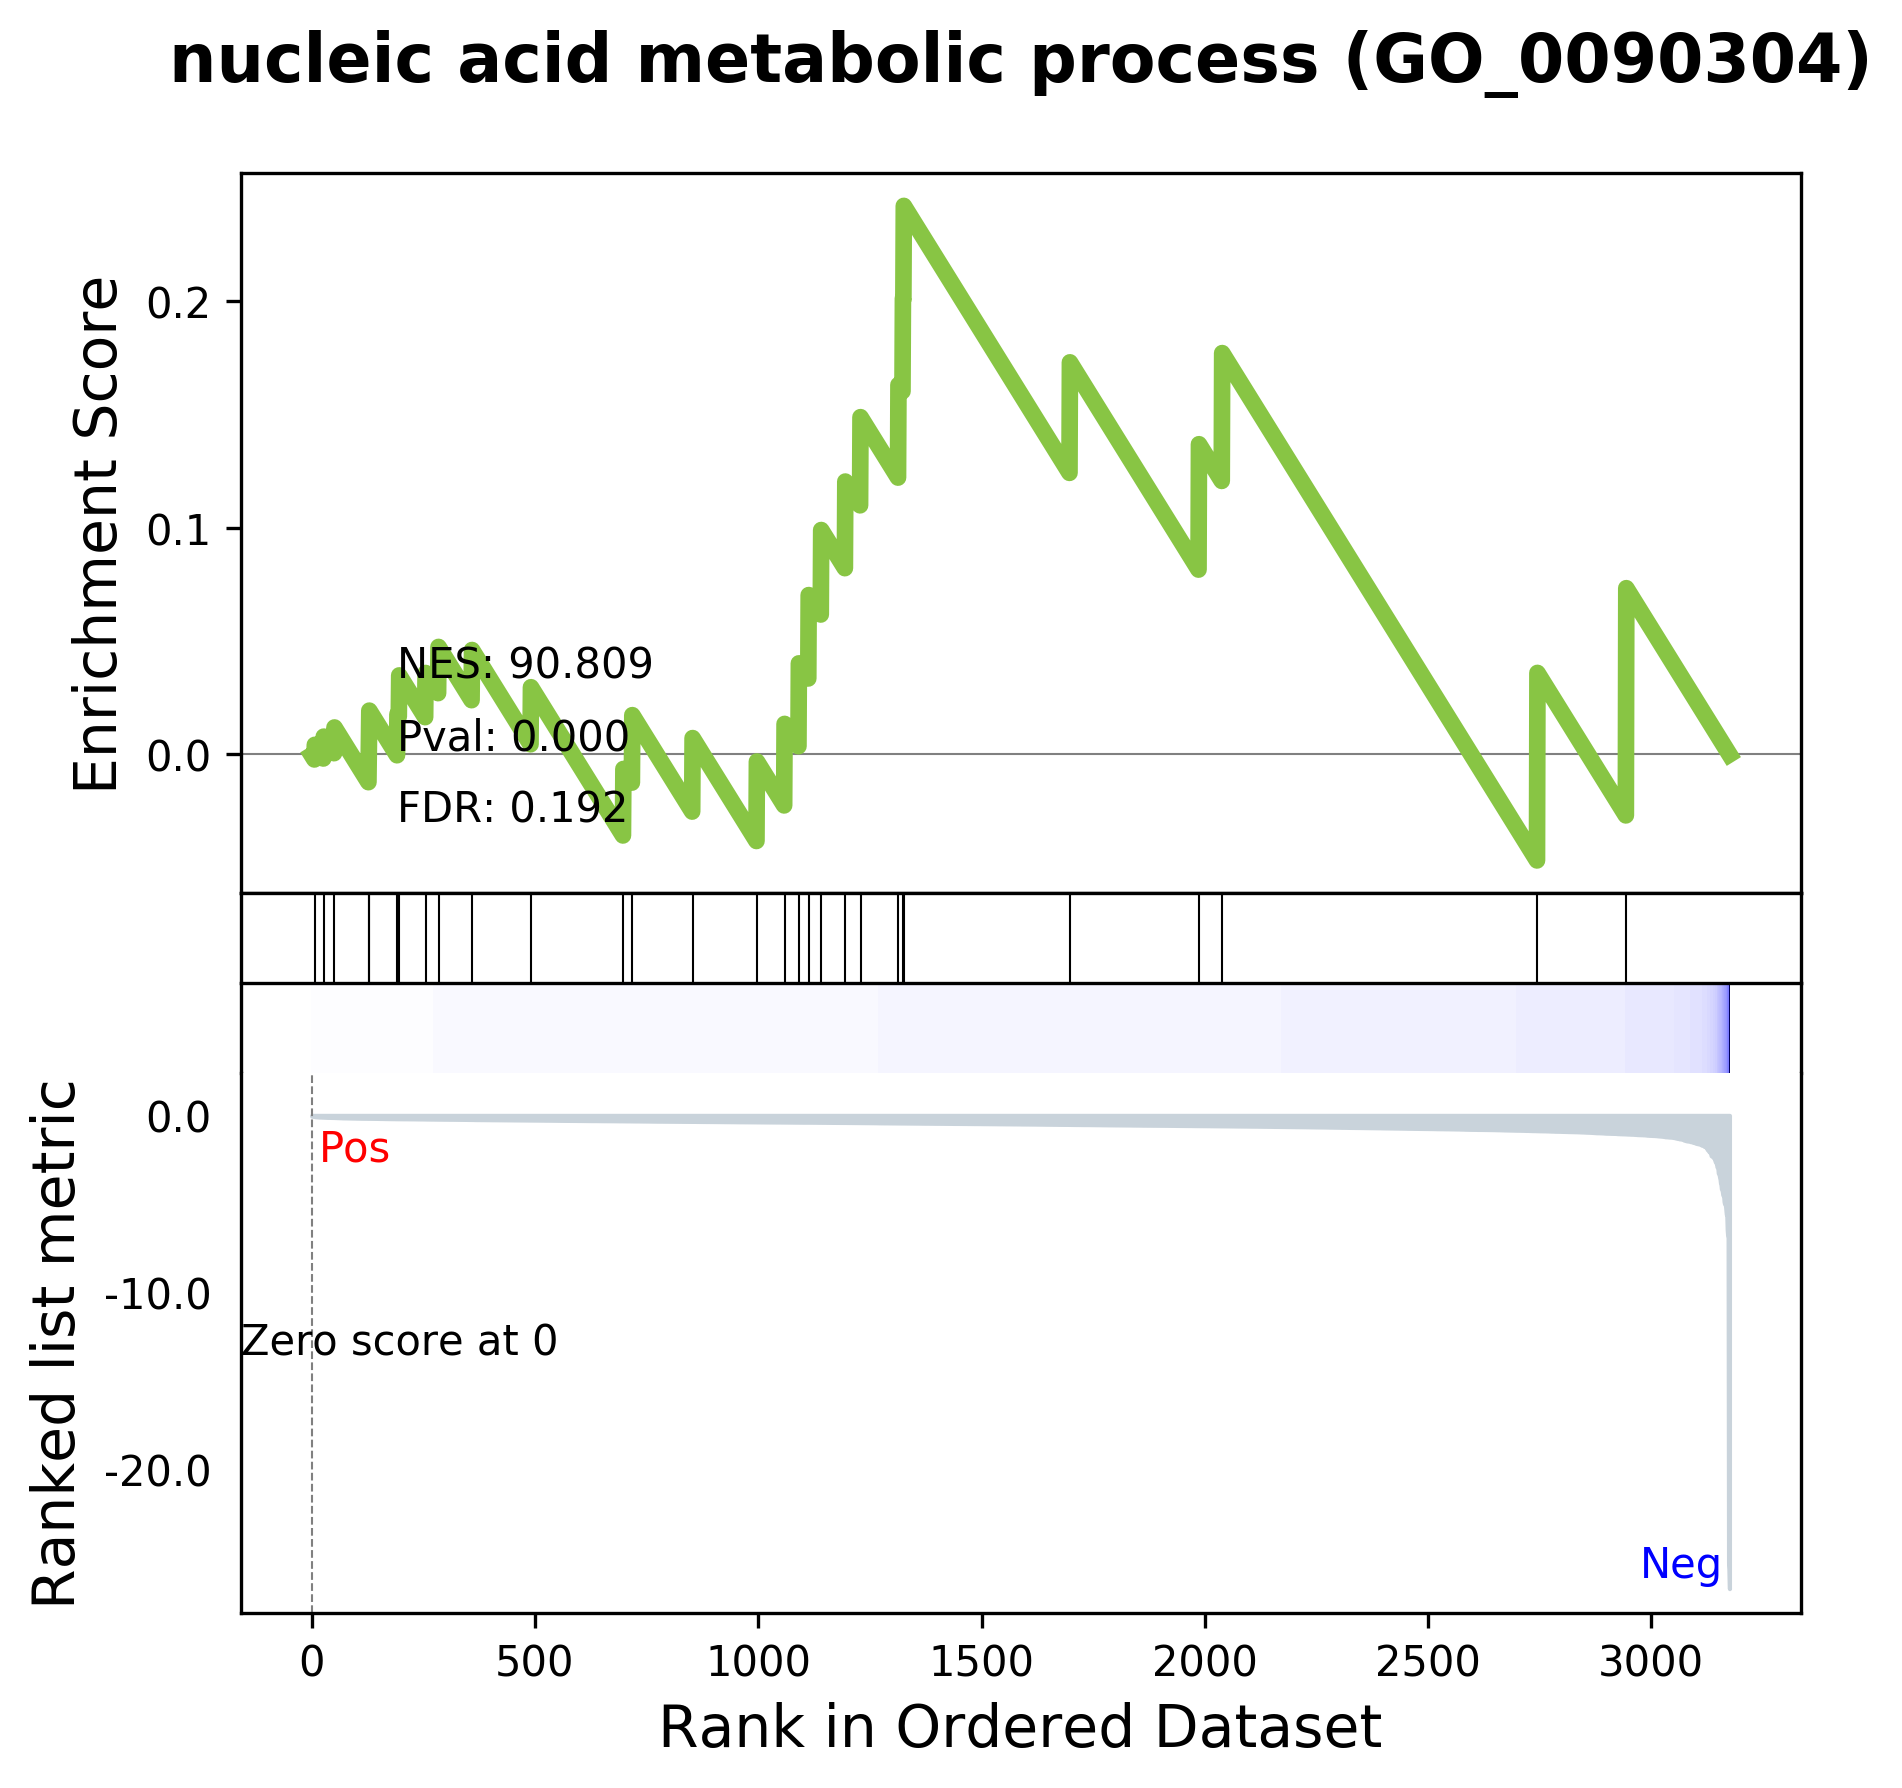 nucleic acid metabolic process (GO_0090304)
Enrichment Score
0.2
0.1
0.0
NES: 90.809
Pval: 0.000
FDR: 0.192
Ranked list metric
0.0
-10.0
-20.0
Pos
Zero score at 0
Neg
0 500 1000 1500 2000 2500 3000
Rank in Ordered Dataset